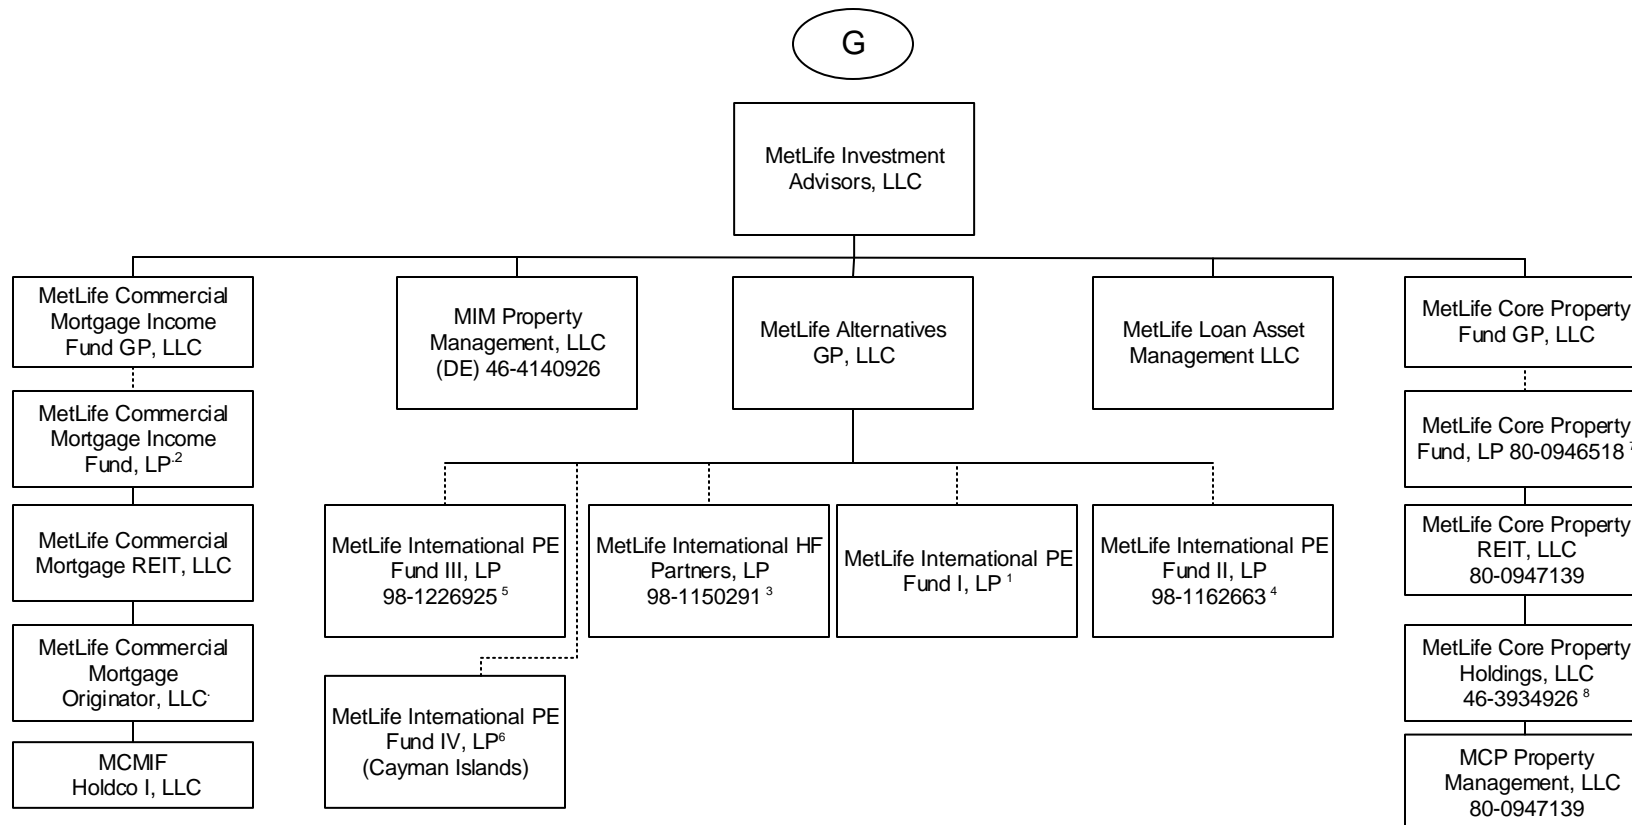 G
MetLife Investment
Advisors, LLC
MetLife Commercial
Mortgage Income
Fund GP, LLC
MIM Property
Management, LLC
(DE) 46-4140926
MetLife Alternatives
GP, LLC
MetLife Loan Asset
Management LLC
MetLife Core Property
Fund GP, LLC
MetLife Commercial
Mortgage Income
Fund, LP.2
MetLife Core Property
Fund, LP 80-0946518 7
MetLife Commercial
Mortgage REIT, LLC
MetLife International PE
Fund III, LP
98-1226925 5
MetLife International HF
Partners, LP
98-1150291 3
MetLife International PE
Fund I, LP 1
MetLife International PE
Fund II, LP
98-1162663 4
MetLife Core Property
REIT, LLC
80-0947139
MetLife Commercial
Mortgage
Originator, LLC.
MetLife International PE
Fund IV, LP6
(Cayman Islands)
MetLife Core Property
Holdings, LLC
46-3934926 8
MCMIF
Holdco I, LLC
MCP Property
Management, LLC
80-0947139